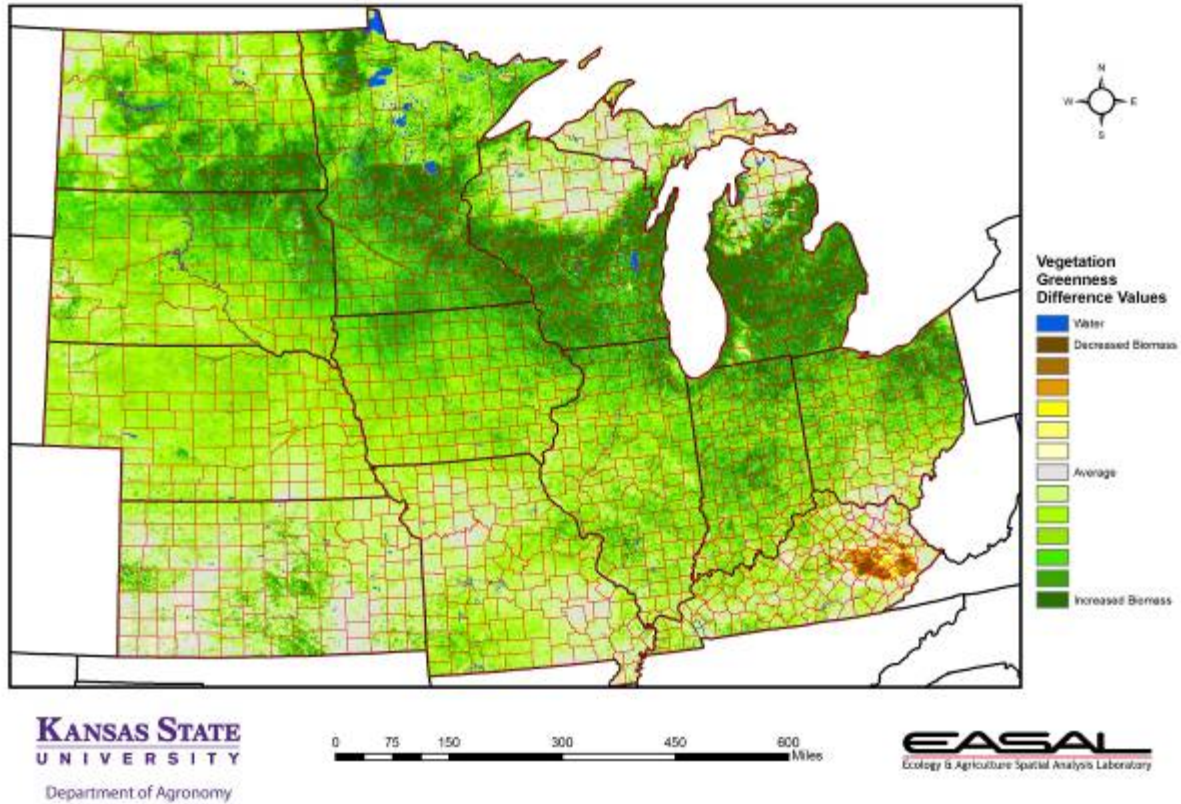 N
W E
S
Vegetation
Greenness
Difference Values
Water
Decreased Biomass
Average
Increased Biomass
KANSAS STATE
UNIVERSITY
Department of Agronomy
0 75 150 300 450 600
Miles
EASAL
Ecology & Agriculture Spatial Analysis Laboratory